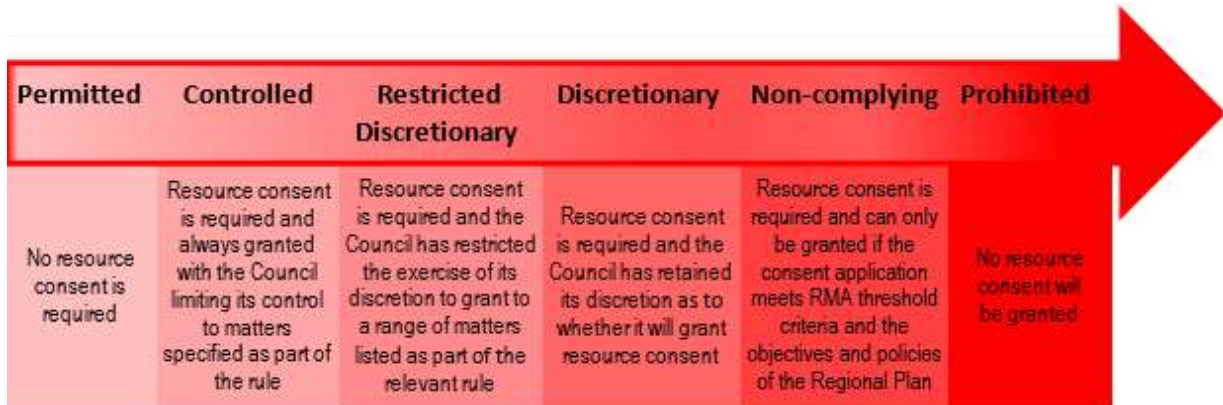 Permitted
Controlled
Restricted
Discretionary
Discretionary
Non-complying
Prohibited
No resource
consent is
required
Resource consent
is required and
always granted
with the Council
limiting its control
to matters
specified as part of
the rule
Resource consent
is required and the
Council has restricted
the exercise of its
discretion to grant to
a range of matters
listed as part of the
relevant rule
Resource consent
is required and the
Council has retained
its discretion as to
whether it will grant
resource consent
Resource consent is
required and can only
be granted if the
consent application
meets RMA threshold
criteria and the
objectives and policies
of the Regional Plan
No resource
consent will
be granted